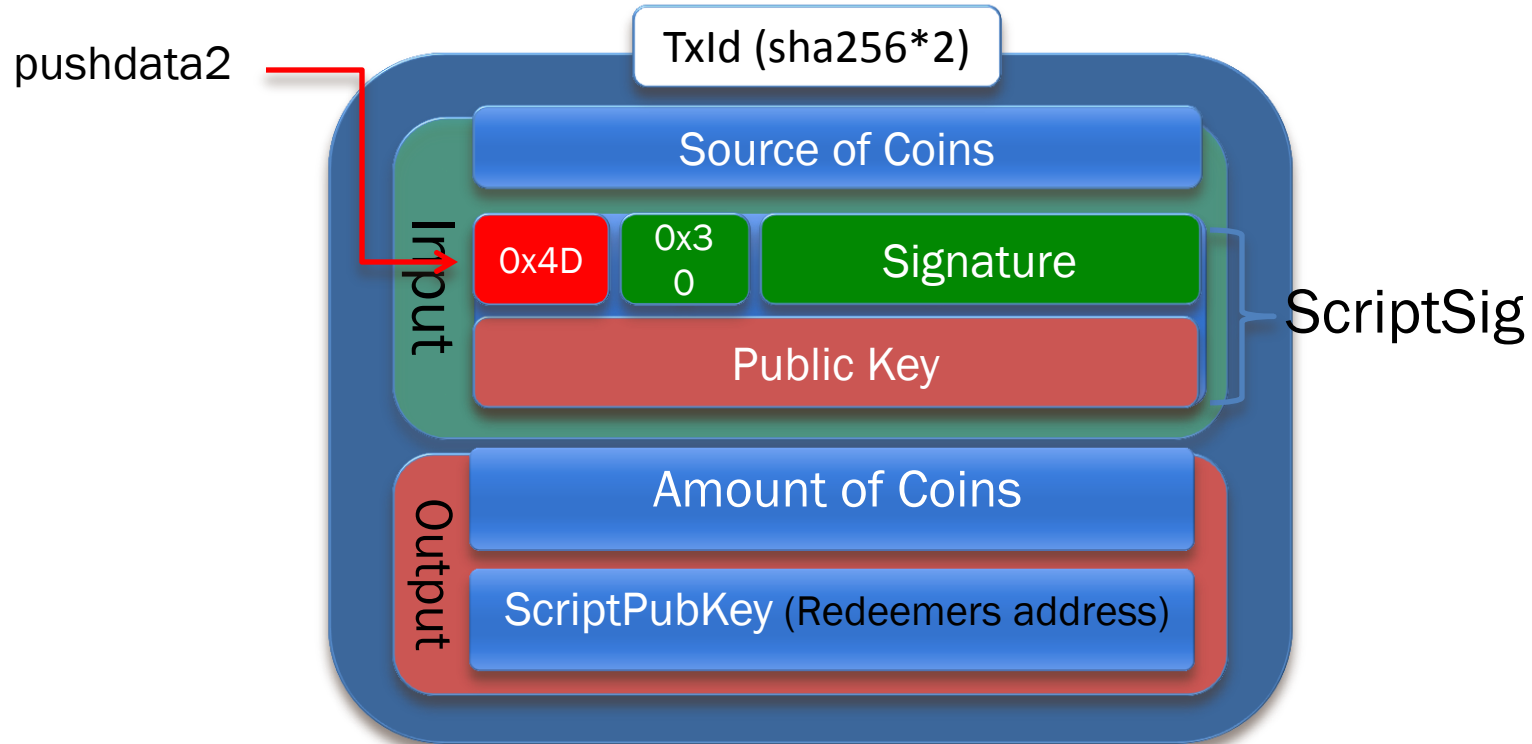 pushdata2
TxId (sha256*2)
Input
Source of Coins
0x4D
0x3
0
Signature
Public Key
ScriptSig
Output
Amount of Coins
ScriptPubKey (Redeemers address)